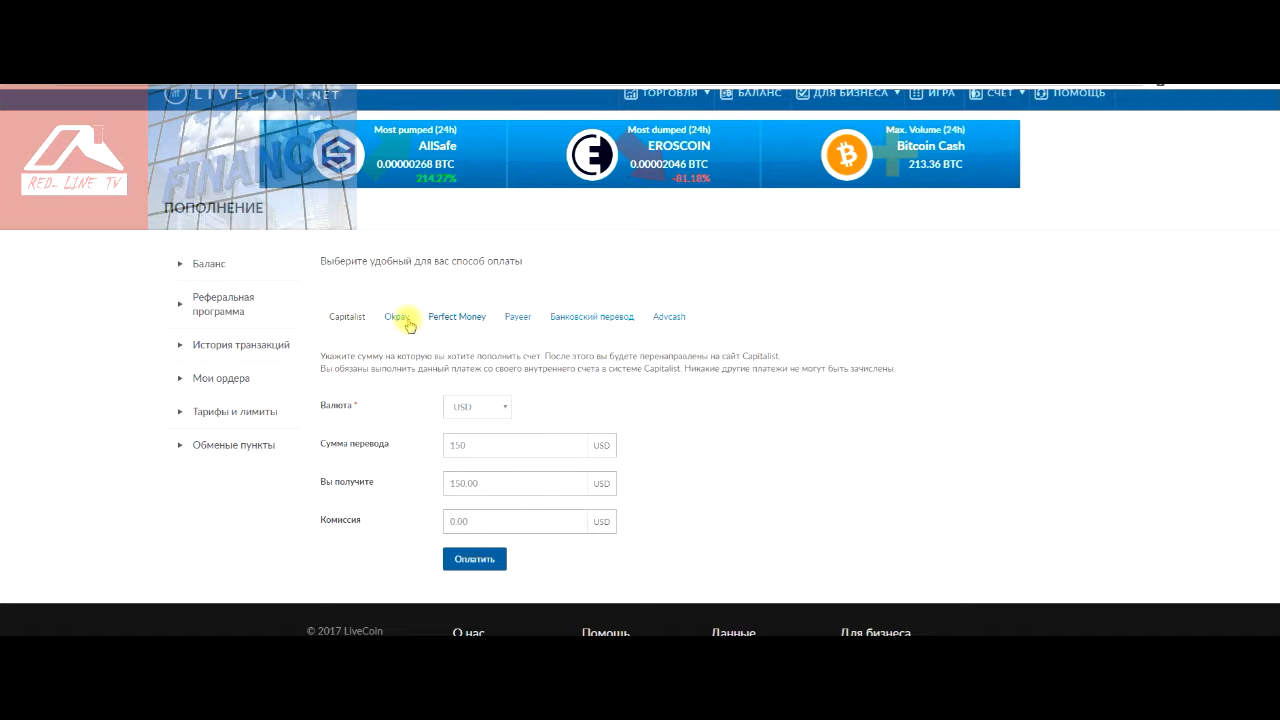 LIVECOIN.NET
ТОРГОВЛЯ
БАЛАНС
ДЛЯ БИЗНЕСА
ИГРА
СЧЕТ
ПОМОЩЬ
RED-LINE TV
FINANC
Most pumped (24h)
AllSafe
0.00000268 BTC
214.27%
Most dumped (24h)
EROSCOIN
0.00002046 BTC
-81.18%
Max. Volume (24h)
Bitcoin Cash
213.36 BTC
ПОПОЛНЕНИЕ
Баланс
Реферальная
программа
История транзакций
Мои ордера
Тарифы и лимиты
Обменые пункты
Выберите удобный для вас способ оплаты
Capitalist Okpay Perfect Money Payeer Банковский перевод Advcash
Укажите сумму на которую вы хотите пополнить счет. После этого вы будете перенаправлены на сайт Capitalist.
Вы обязаны выполнить данный платеж со своего внутреннего счета в системе Capitalist. Никакие другие платежи не могут быть зачислены.
Валюта * USD
Сумма перевода 150 USD
Вы получите 150.00 USD
Комиссия 0.00 USD
Оплатить
© 2017 LiveCoin О нас Помощь Данные Для бизнеса